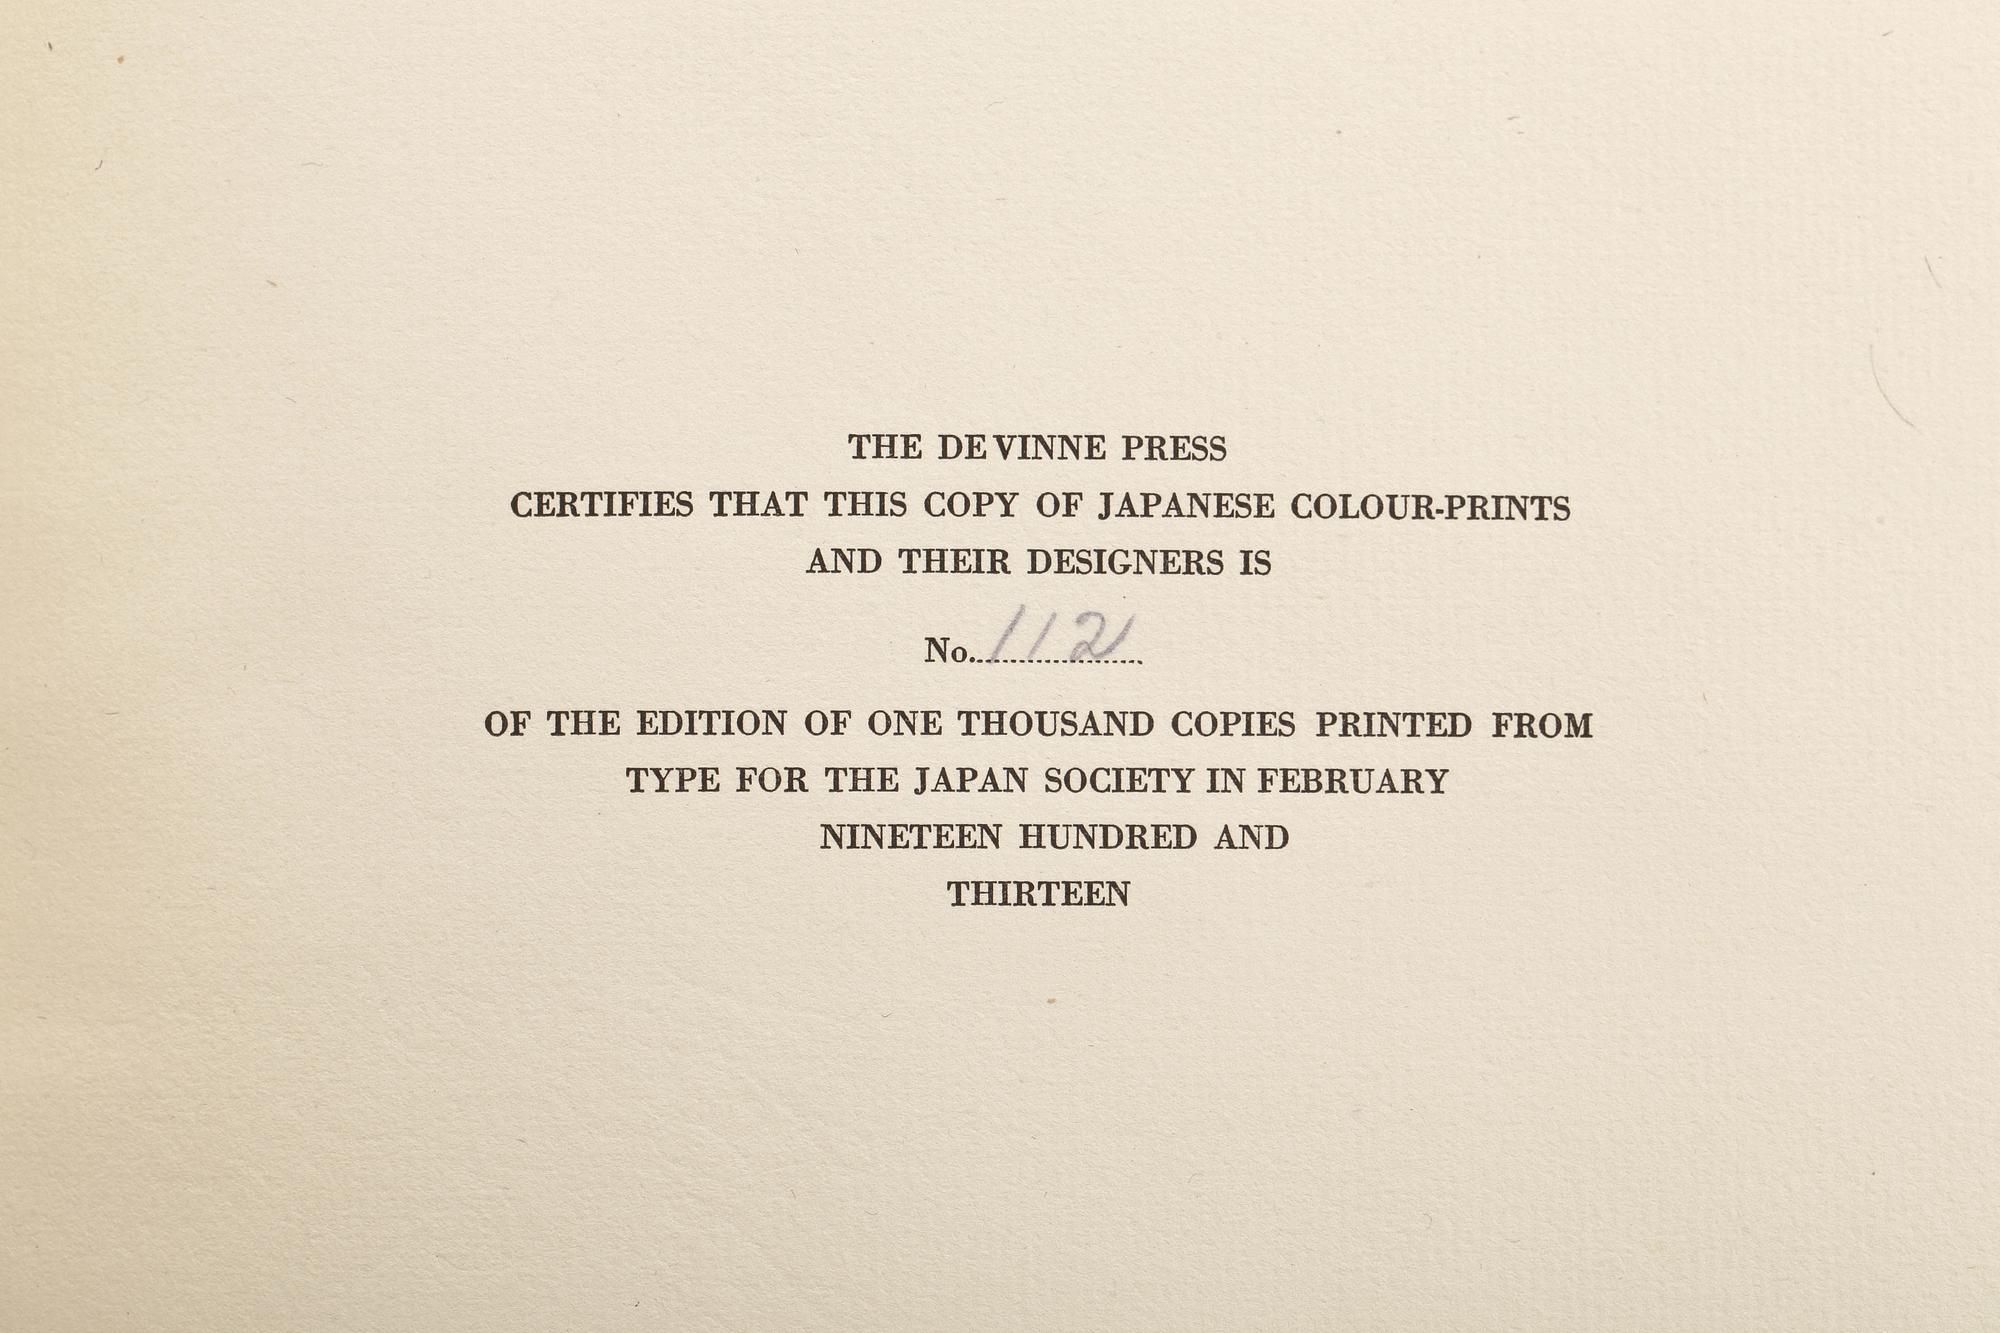 THE DE VINNE PRESS
CERTIFIES THAT THIS COPY OF JAPANESE COLOUR-PRINTS
AND THEIR DESIGNERS IS
No. 112
OF THE EDITION OF ONE THOUSAND COPIES PRINTED FROM
TYPE FOR THE JAPAN SOCIETY IN FEBRUARY
NINETEEN HUNDRED AND
THIRTEEN